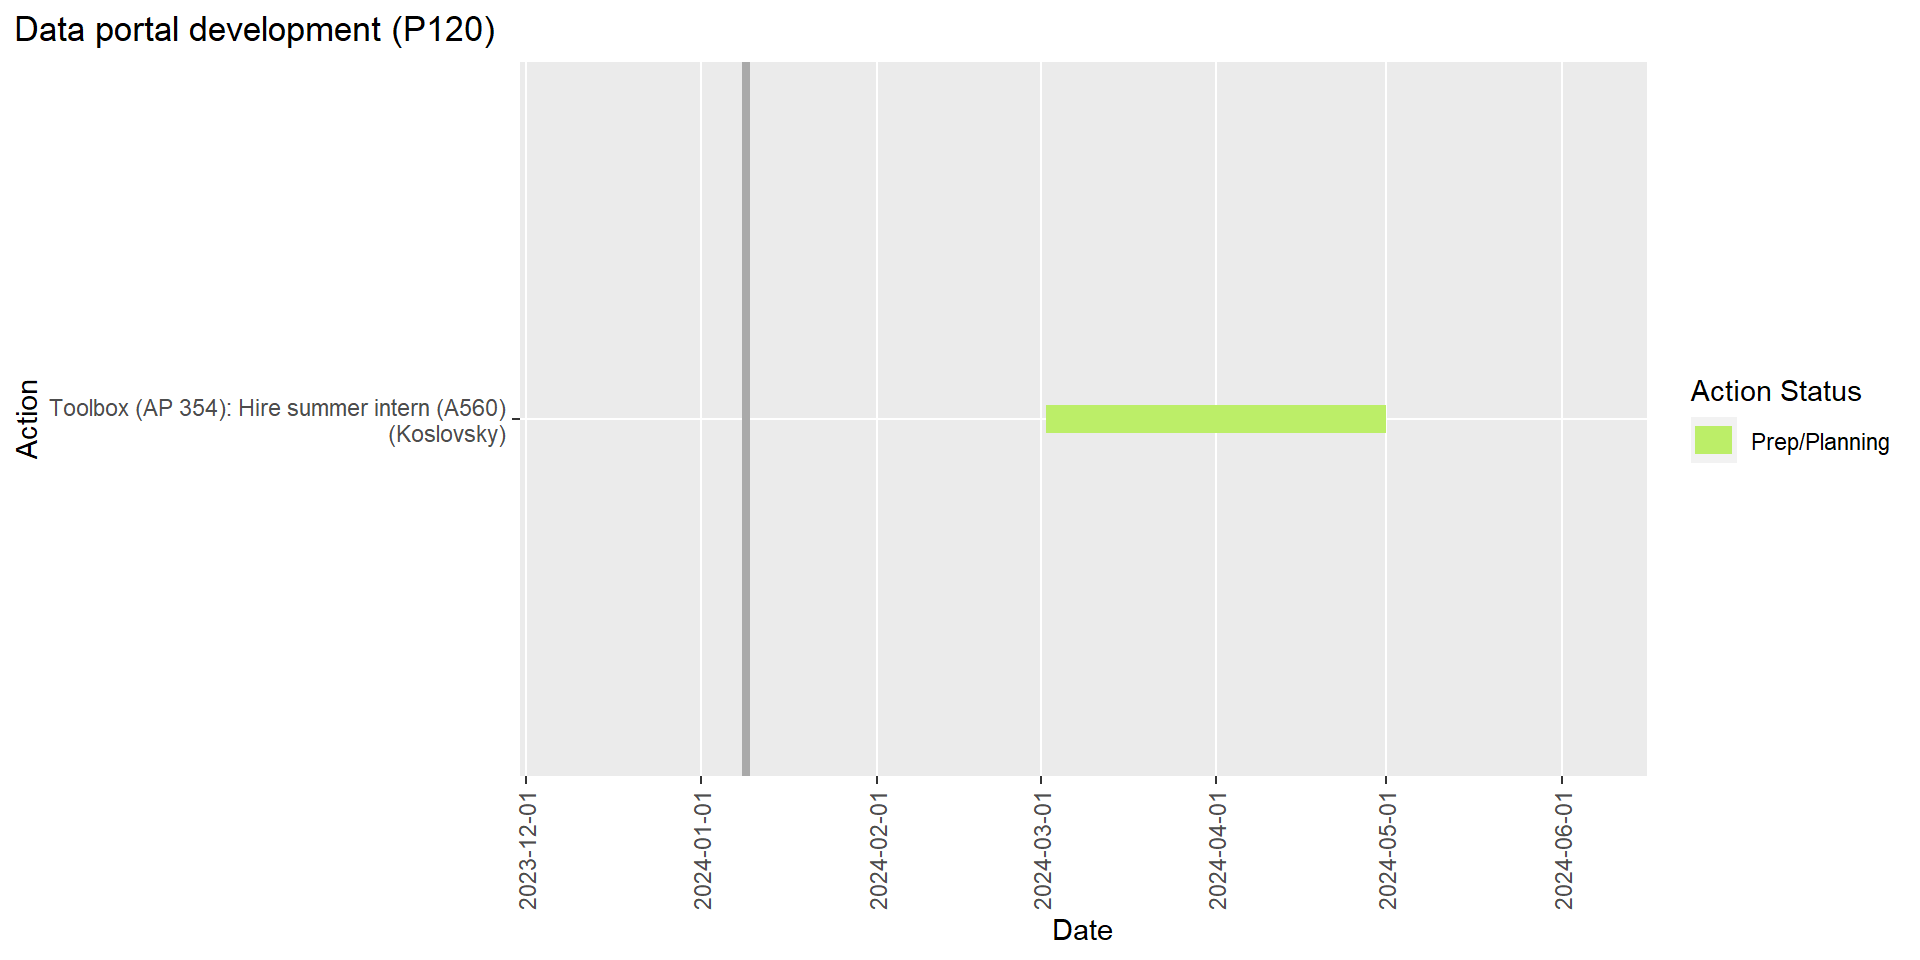 Data portal development (P120)
Action
Toolbox (AP 354): Hire summer intern (A560)
(Koslovsky)
Action Status
Prep/Planning
2023-12-01
2024-01-01
2024-02-01
2024-03-01
2024-04-01
2024-05-01
2024-06-01
Date